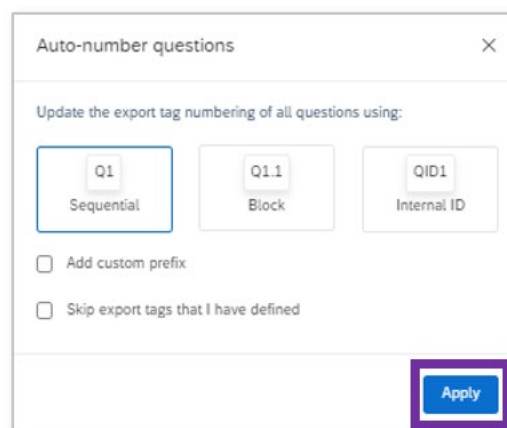 Auto-number questions
Update the export tag numbering of all questions using:
Q1
Sequential
Q1.1
Block
QID1
Internal ID
Add custom prefix
Skip export tags that I have defined
Apply